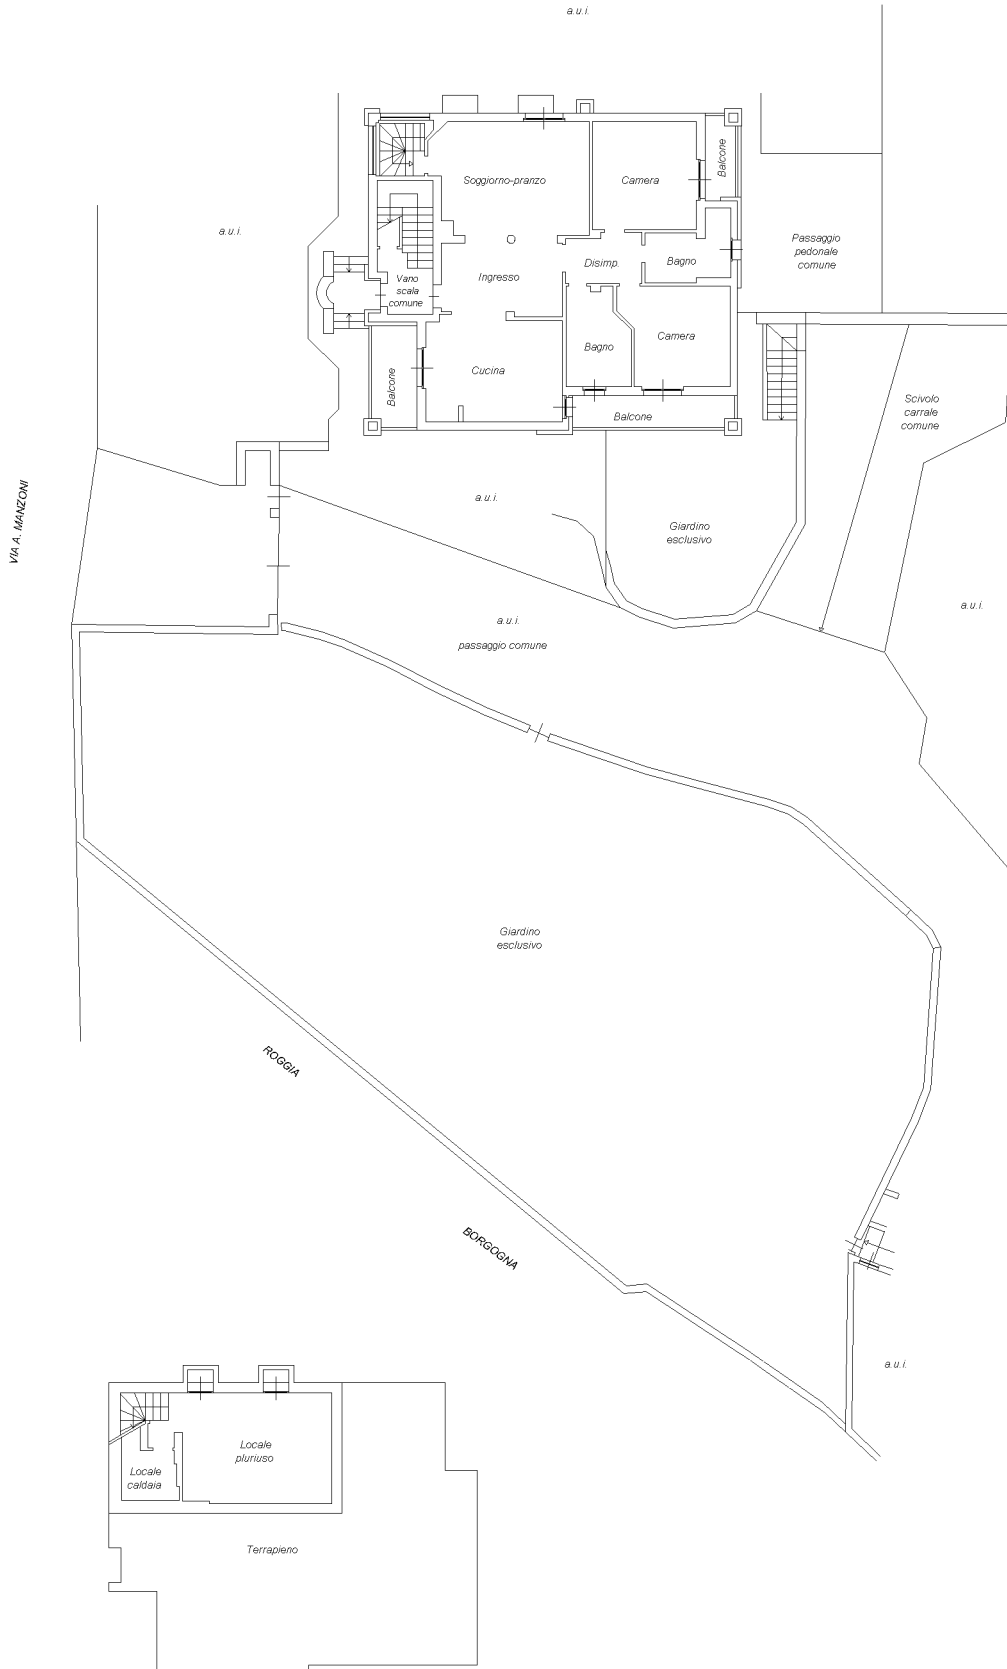 a.u.i.
Balcone
Soggiorno-pranzo
Camera
a.u.i.
Passaggio
pedonale
comune
Disimp.
Bagno
Ingresso
Vano
scala
comune
Camera
Bagno
Cucina
Balcone
Balcone
Scivolo
carrale
comune
VIA A. MANZONI
a.u.i.
Giardino
esclusivo
a.u.i.
a.u.i.
passaggio comune
Giardino
esclusivo
ROGGIA
BORGOGNA
a.u.i.
Locale
pluriuso
Locale
caldaia
Terrapieno